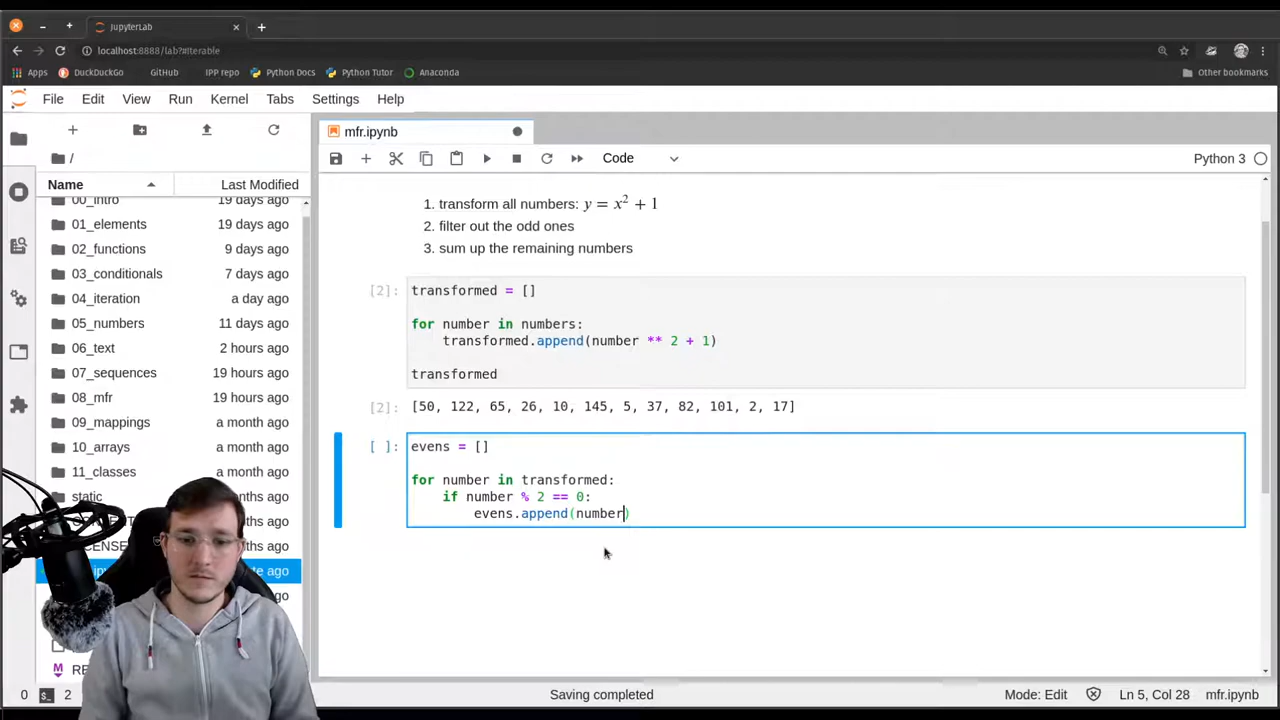 JupyterLab
localhost:8888/lab?#Iterable
Apps DuckDuckGo GitHub IPP repo Python Docs Python Tutor Anaconda Other bookmarks
File Edit View Run Kernel Tabs Settings Help
mfr.ipynb
/
Code
Python 3
Name Last Modified
00_intro 19 days ago
01_elements 19 days ago
02_functions 9 days ago
03_conditionals 7 days ago
04_iteration a day ago
05_numbers 11 days ago
06_text 2 hours ago
07_sequences 19 hours ago
08_mfr 19 hours ago
09_mappings a month ago
10_arrays a month ago
11_classes a month ago
static a month ago
a month ago
a month ago
ago
ago
1. transform all numbers: y = x² + 1
2. filter out the odd ones
3. sum up the remaining numbers
[2]: transformed = []
for number in numbers:
transformed.append(number ** 2 + 1)
transformed
[2]: [50, 122, 65, 26, 10, 145, 5, 37, 82, 101, 2, 17]
[ ]: evens = []
for number in transformed:
if number % 2 == 0:
evens.append(number)
0 2 Saving completed Mode: Edit Ln 5, Col 28 mfr.ipynb